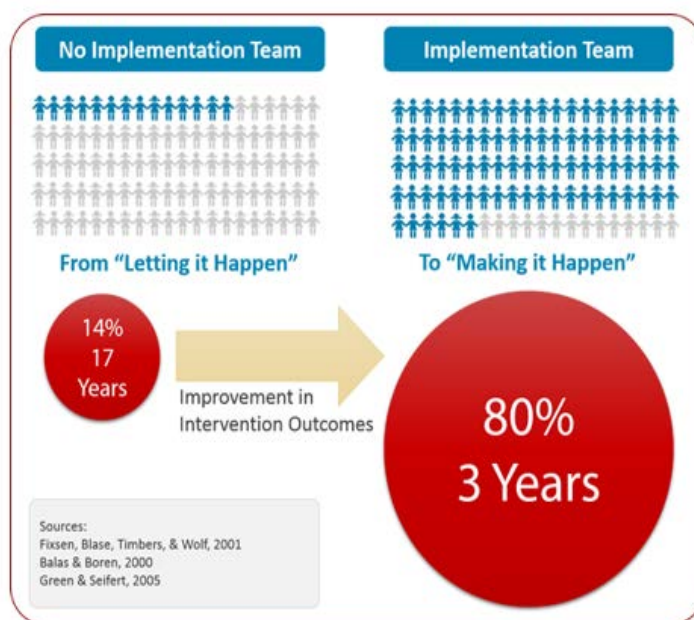 No Implementation Team
Implementation Team
From “Letting it Happen”
To “Making it Happen”
14%
17
Years
Improvement in
Intervention Outcomes
80%
3 Years
Sources:
Fixsen, Blase, Timbers, & Wolf, 2001
Balas & Boren, 2000
Green & Seifert, 2005